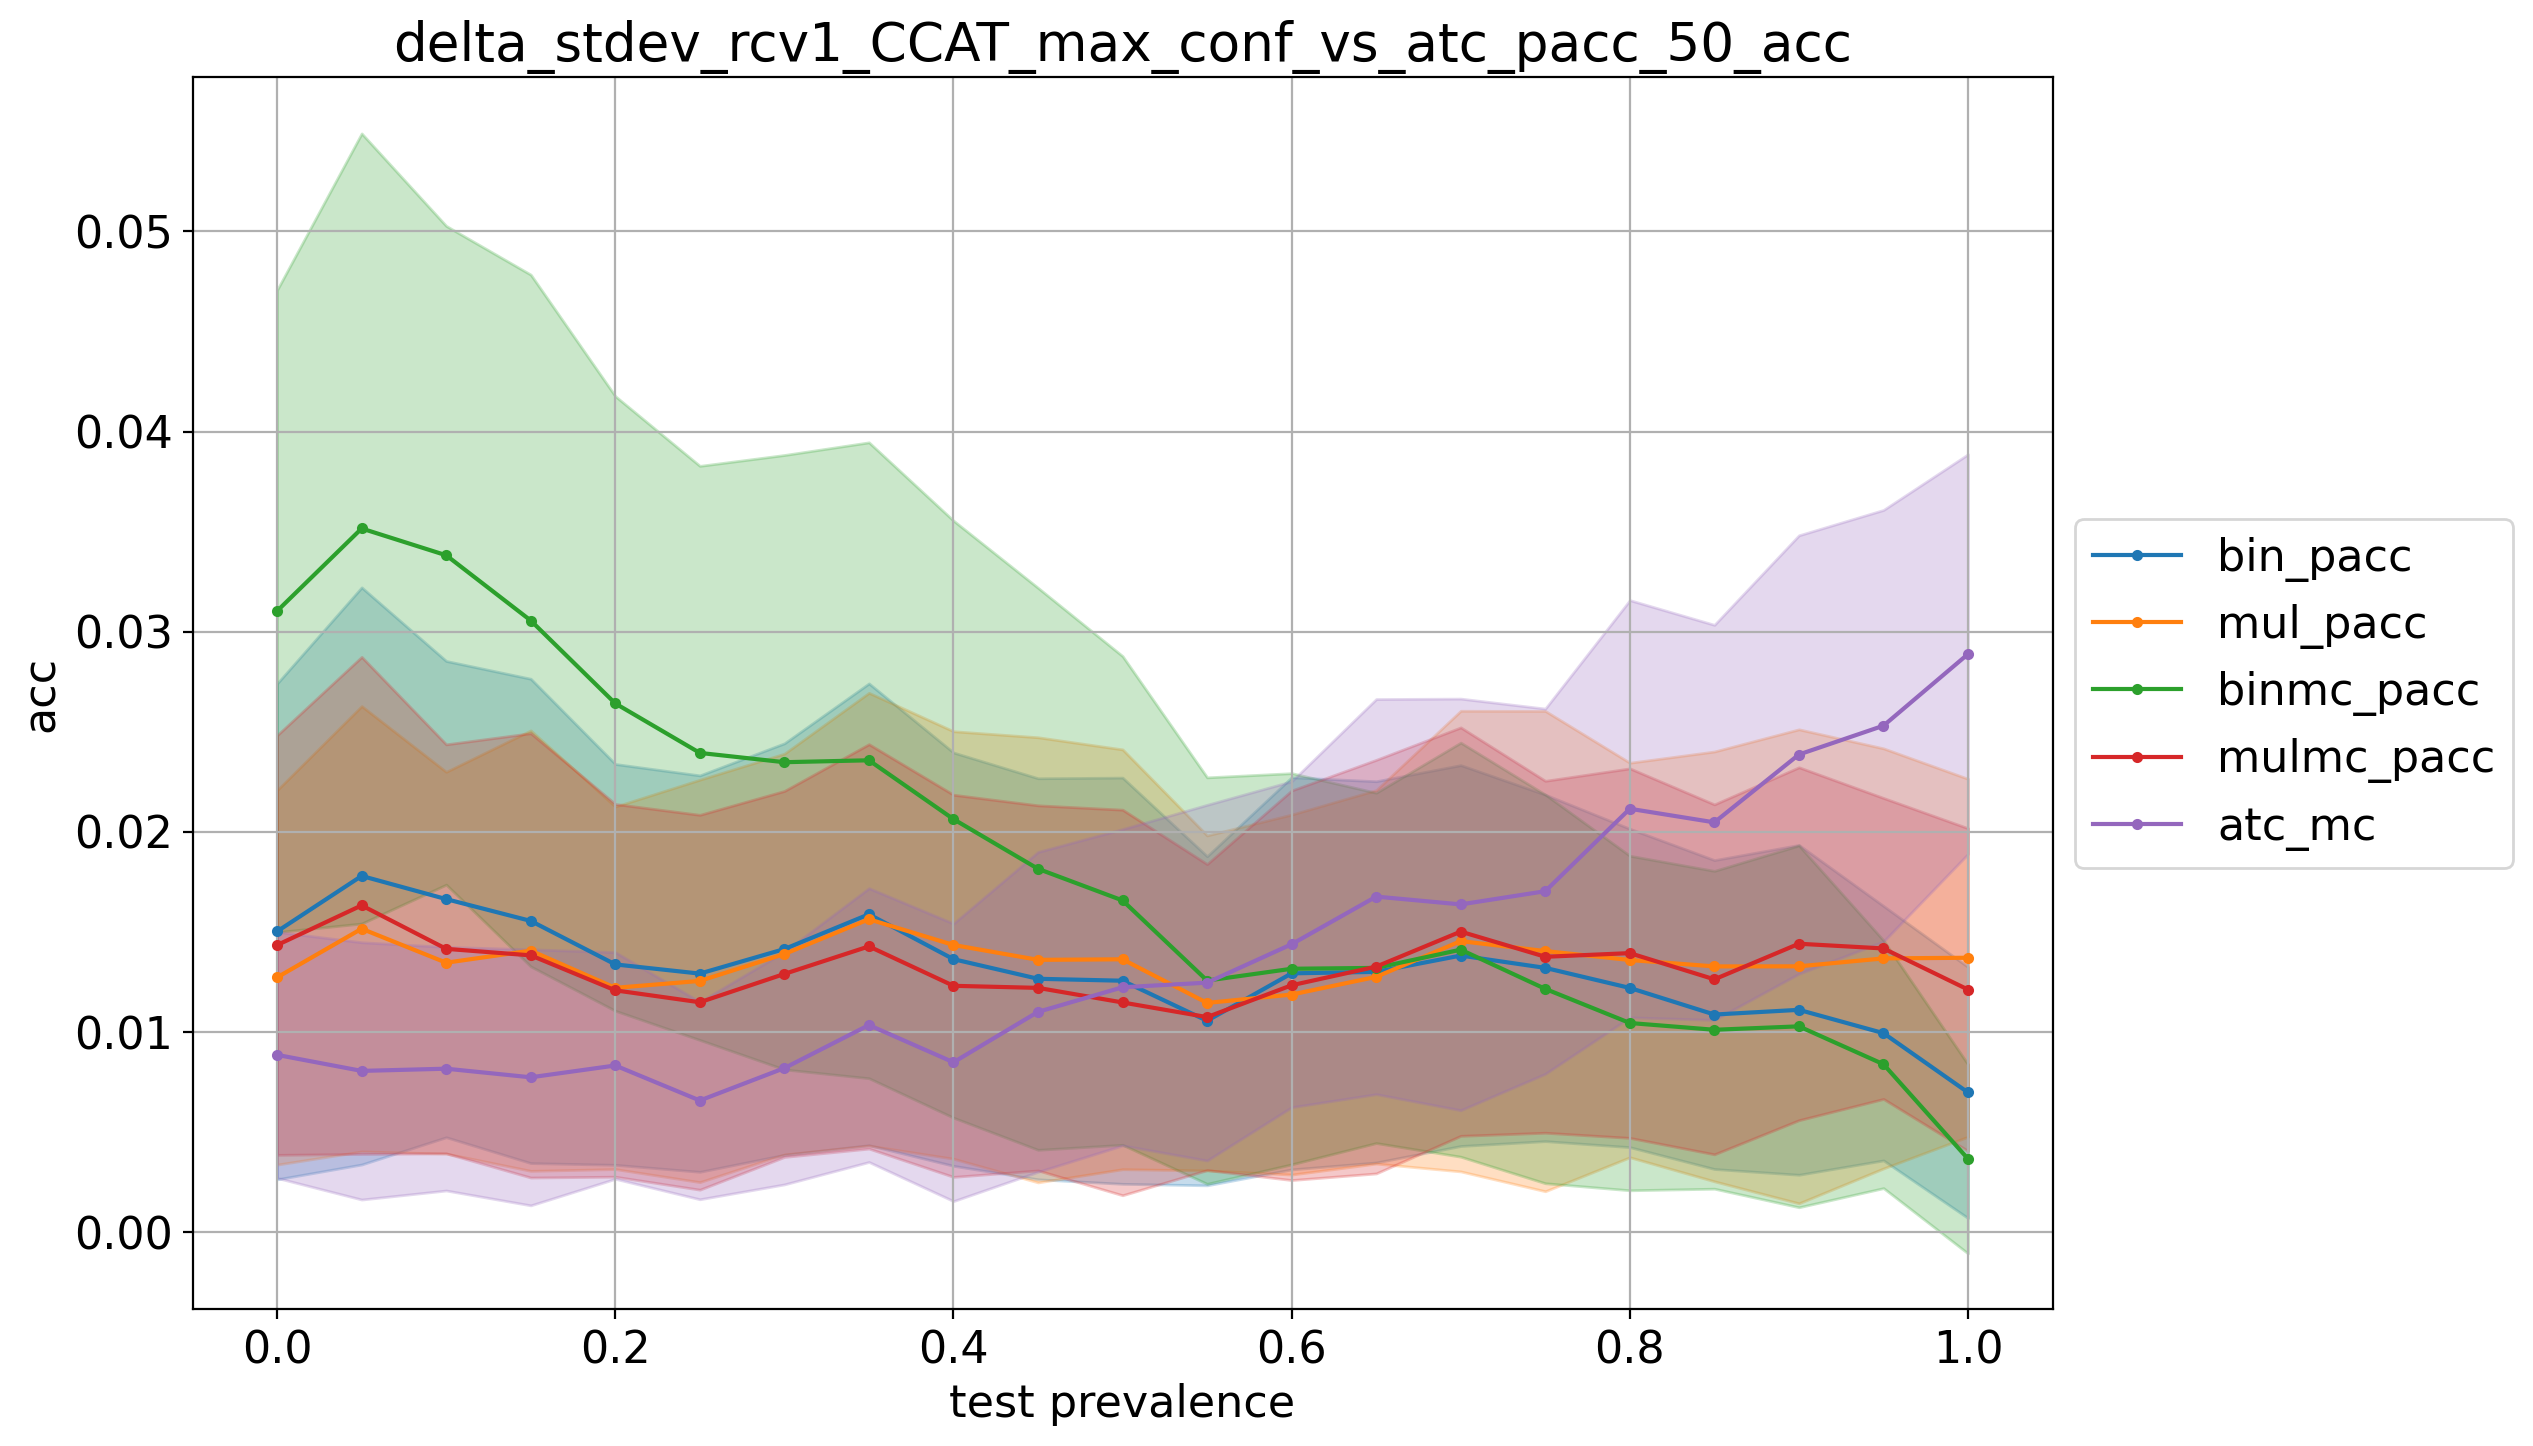 delta_stdev_rcv1_CCAT_max_conf_vs_atc_pacc_50_acc
0.05
0.04
0.03
0.02
0.01
0.00
acc
0.0 0.2 0.4 0.6 0.8 1.0
test prevalence
bin_pacc
mul_pacc
binmc_pacc
mulmc_pacc
atc_mc